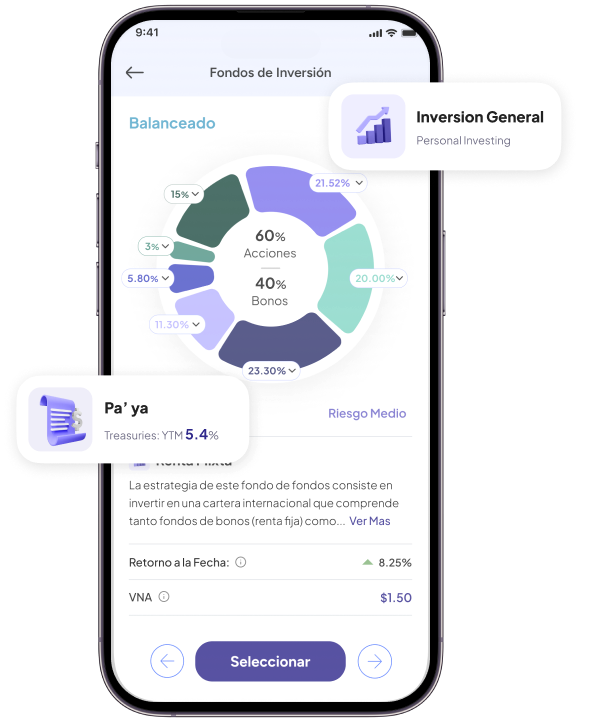 9:41
Fondos de Inversión
Inversion General
Personal Investing
Balanceado
21.52%
15%
60%
Acciones
3%
20.00%
5.80%
40%
Bonos
11.30%
23.30%
Pa' ya
Treasuries: YTM 5.4%
Riesgo Medio
Renta Mixta
La estrategia de este fondo de fondos consiste en
invertir en una cartera internacional que comprende
tanto fondos de bonos (renta fija) como... Ver Mas
Retorno a la Fecha:
8.25%
VNA
$1.50
Seleccionar